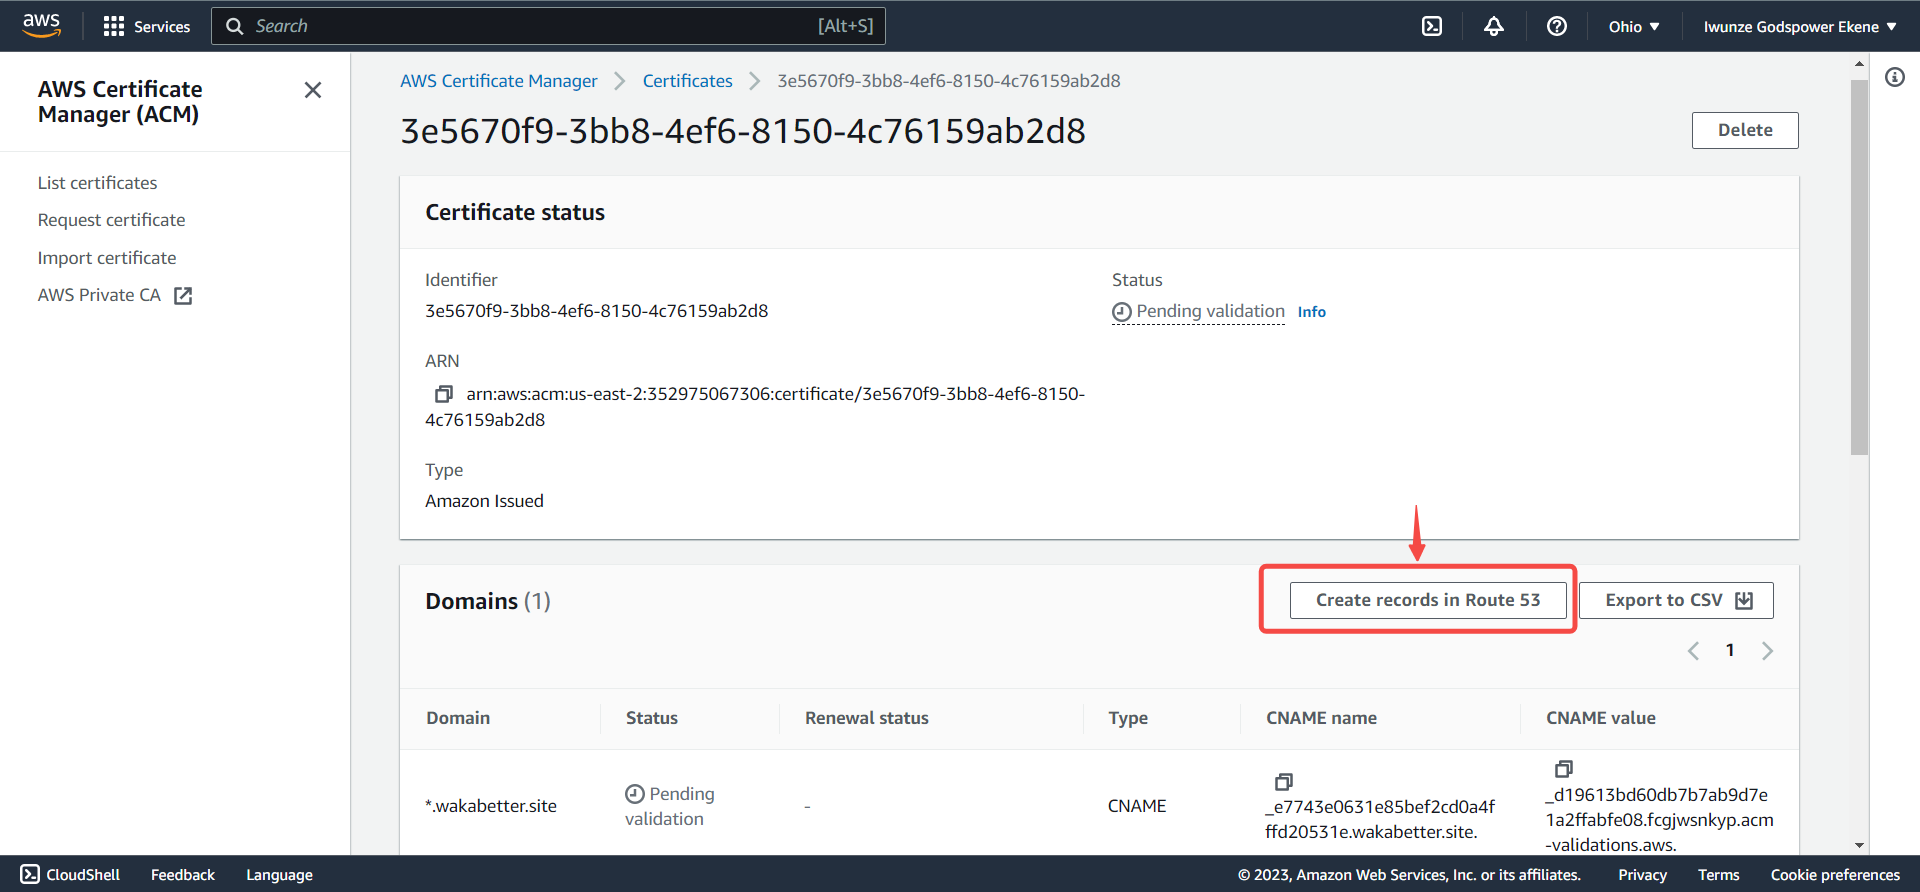 aws
Services
Search
[Alt+S]
Ohio
Iwunze Godspower Ekene
AWS Certificate
Manager (ACM)
List certificates
Request certificate
Import certificate
AWS Private CA
AWS Certificate Manager
Certificates
3e5670f9-3bb8-4ef6-8150-4c76159ab2d8
3e5670f9-3bb8-4ef6-8150-4c76159ab2d8
Delete
Certificate status
Identifier
3e5670f9-3bb8-4ef6-8150-4c76159ab2d8
Status
Pending validation
Info
ARN
arn:aws:acm:us-east-2:352975067306:certificate/3e5670f9-3bb8-4ef6-8150-
4c76159ab2d8
Type
Amazon Issued
Domains (1)
Create records in Route 53
Export to CSV
1
Domain
Status
Renewal status
Type
CNAME name
CNAME value
*.wakabetter.site
Pending
validation
-
CNAME
_e7743e0631e85bef2cd0a4f
ffd20531e.wakabetter.site.
_d19613bd60db7b7ab9d7e
1a2ffabfe08.fcgjwsnkyp.acm
-validations.aws.
CloudShell
Feedback
Language
© 2023, Amazon Web Services, Inc. or its affiliates.
Privacy
Terms
Cookie preferences